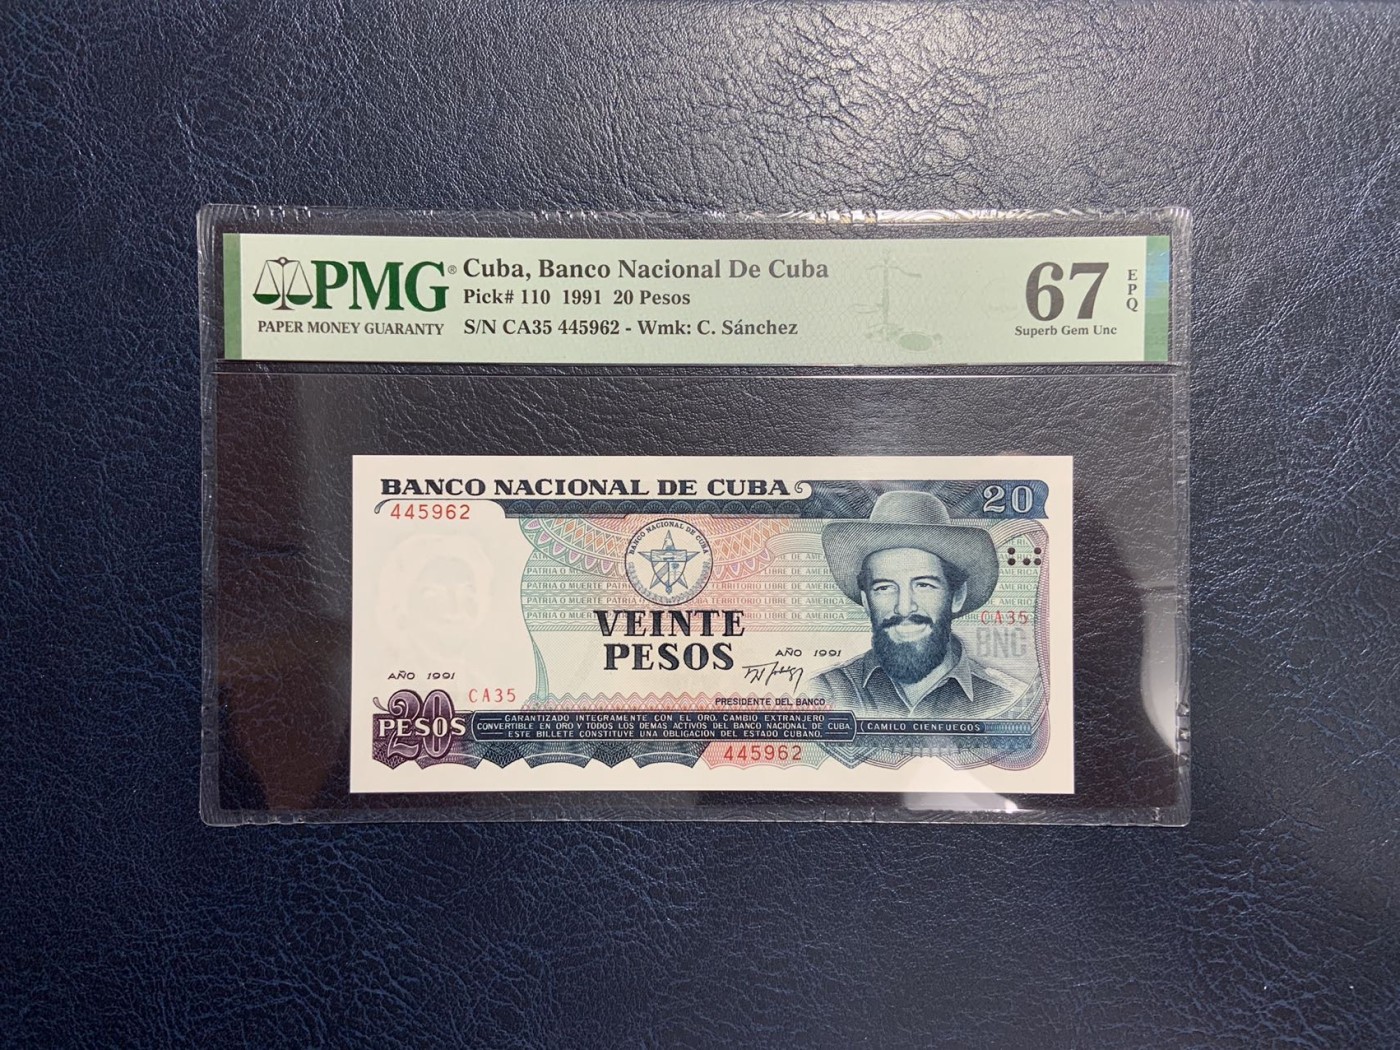 PMG®
PAPER MONEY GUARANTY
Cuba, Banco Nacional De Cuba
Pick# 110 1991 20 Pesos
S/N CA35 445962 - Wmk: C. Sánchez
67
EPQ
Superb Gem Unc
BANCO NACIONAL DE CUBA
20
445962
BANCO NACIONAL DE CUBA
PATRIA O MUERTE
TERRITORIO LIBRE DE AMERICA
VEINTE
PESOS
CA35
BNC
AÑO 1991
AÑO 1991
CA35
PRESIDENTE DEL BANCO
20
PESOS
GARANTIZADO INTEGRAMENTE CON EL ORO, CAMBIO EXTRANJERO
CONVERTIBLE EN ORO Y TODOS LOS DEMAS ACTIVOS DEL BANCO NACIONAL DE CUBA.
ESTE BILLETE CONSTITUYE UNA OBLIGACION DEL ESTADO CUBANO.
CAMILO CIENFUEGOS
445962